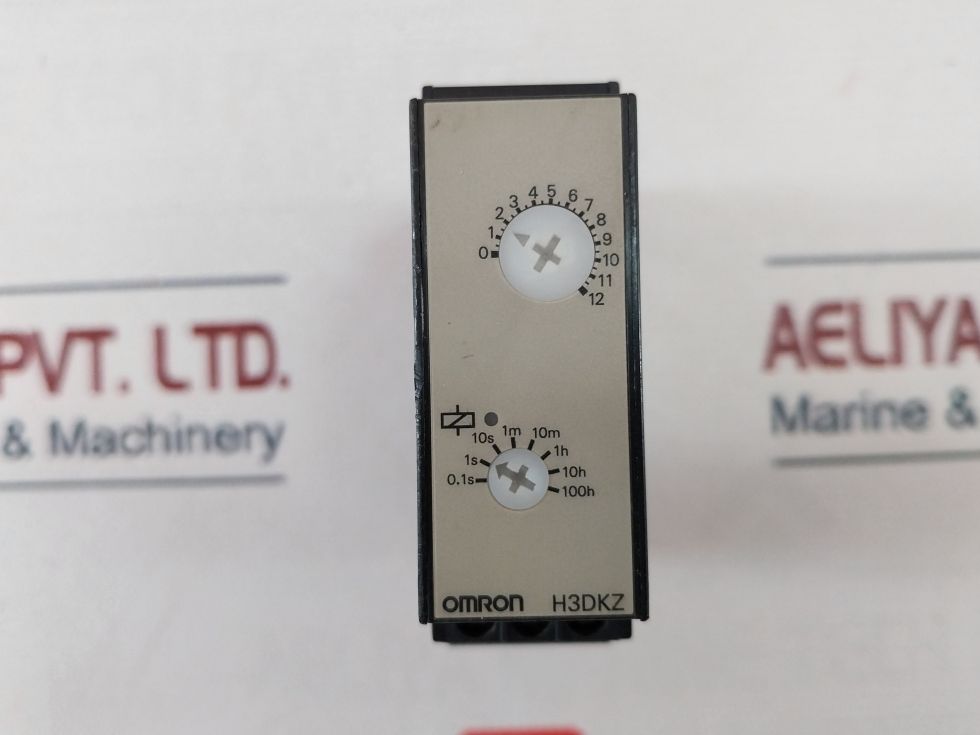 0 1 2 3 4 5 6 7 8 9 10 11 12
0.1s 1s 10s 1m 10m 1h 10h 100h
OMRON H3DKZ
PVT. LTD.
& Machinery
AELIYA
Marine &